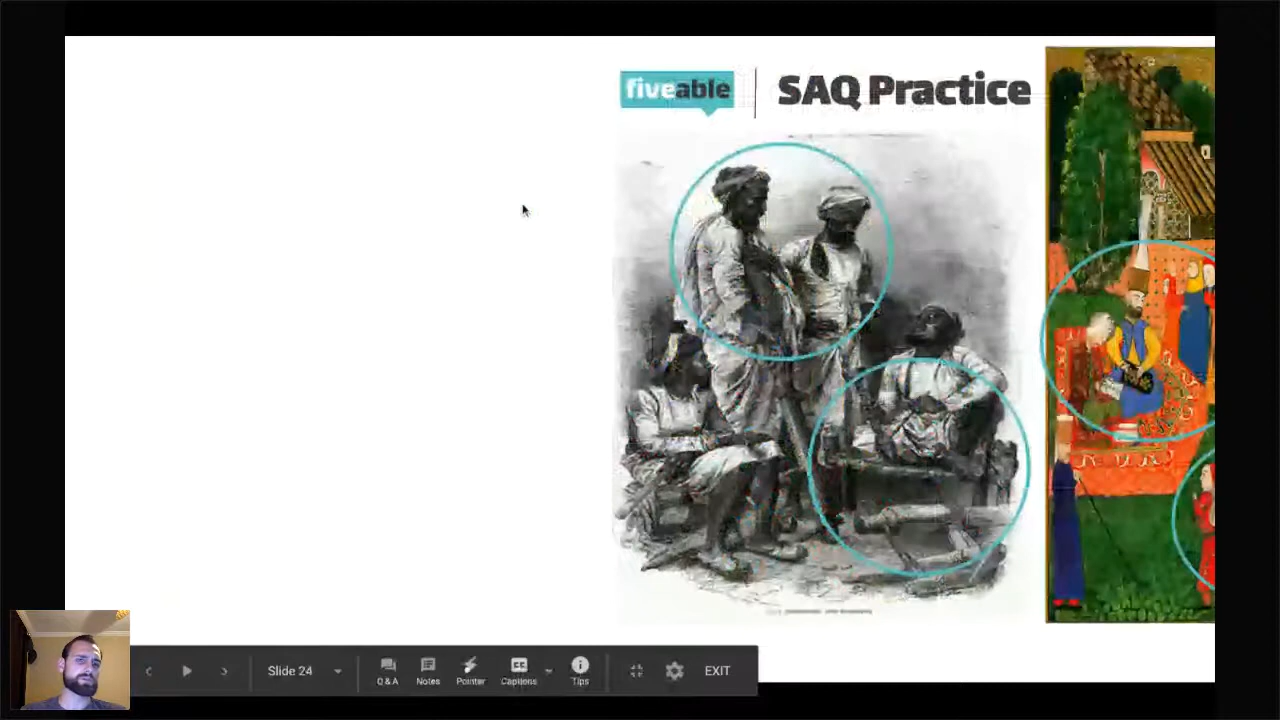 fiveable
SAQ Practice
Slide 24
Q & A
Notes
Pointer
Captions
Tips
EXIT